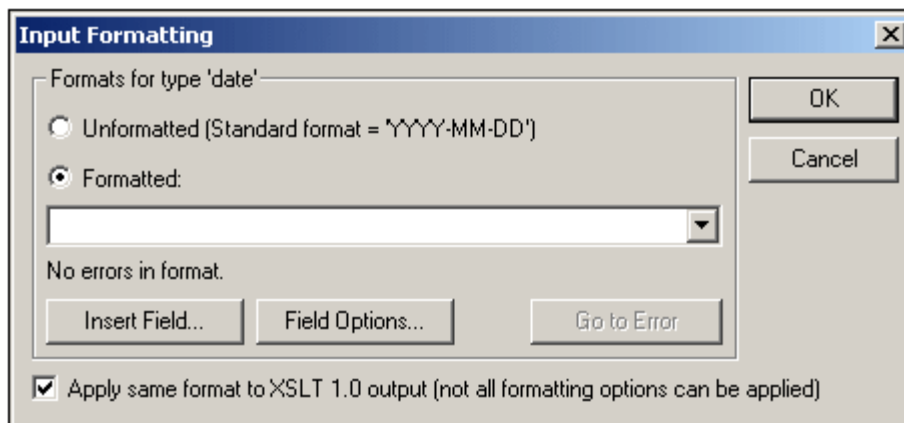 Input Formatting
Formats for type 'date'
Unformatted (Standard format = 'YYYY-MM-DD')
OK
Cancel
Formatted:
No errors in format.
Insert Field...
Field Options...
Go to Error
Apply same format to XSLT 1.0 output (not all formatting options can be applied)